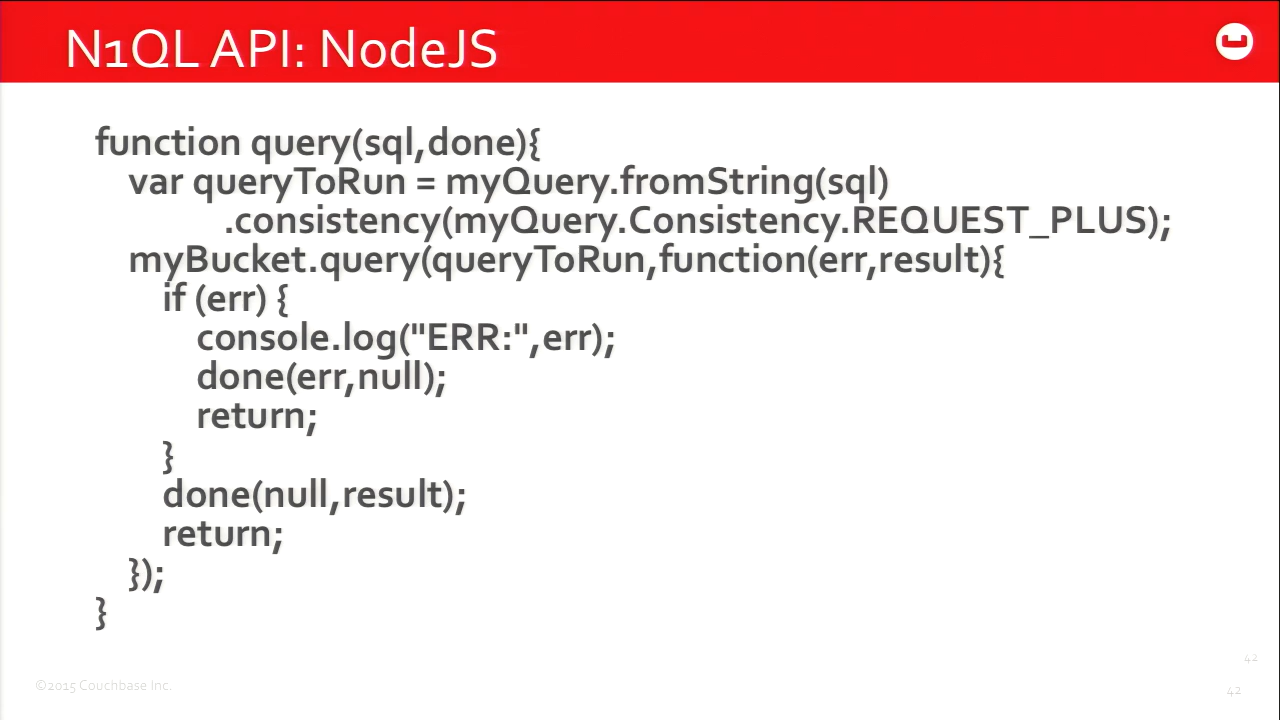 N1QL API: NodeJS
function query(sql,done){
var queryToRun = myQuery.fromString(sql)
.consistency(myQuery.Consistency.REQUEST_PLUS);
myBucket.query(queryToRun,function(err,result){
if (err) {
console.log("ERR:",err);
done(err,null);
return;
}
done(null,result);
return;
});
}
42
©2015 Couchbase Inc.
42